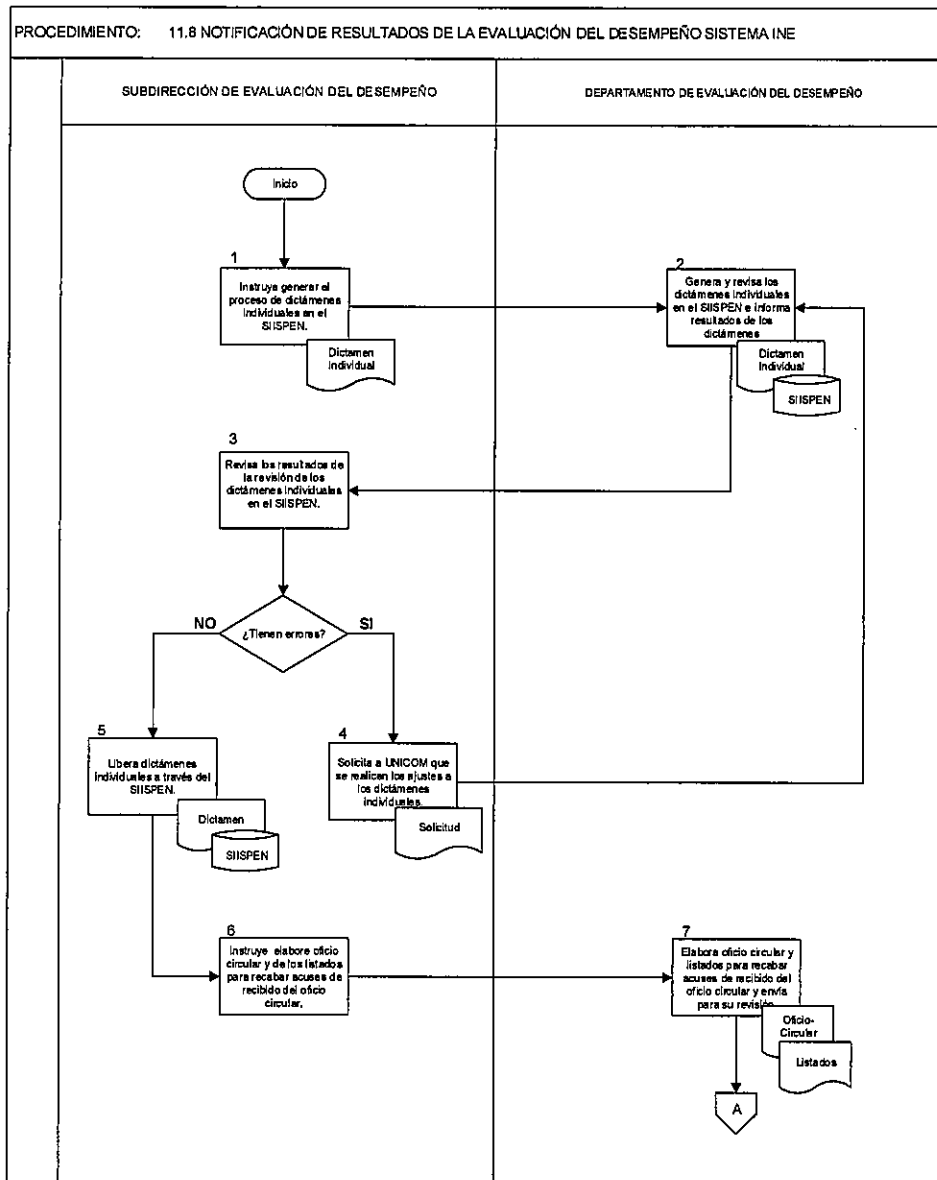 PROCEDIMIENTO: 11.8 NOTIFICACIÓN DE RESULTADOS DE LA EVALUACIÓN DEL DESEMPEÑO SISTEMA INE
SUBDIRECCIÓN DE EVALUACIÓN DEL DESEMPEÑO
DEPARTAMENTO DE EVALUACIÓN DEL DESEMPEÑO
Inicio
1
Instruye generar el
proceso de dictámenes
individuales en el
SIISPEN.
Dictamen
Individual
2
Genera y revisa los
dictámenes individuales
en el SIISPEN e informa
resultados de los
dictámenes
Dictamen
Individual
SIISPEN
3
Revisa los resultados de
la revisión de los
dictámenes individuales
en el SIISPEN.
¿Tienen errores?
NO
SI
5
Libera dictámenes
individuales a través del
SIISPEN.
Dictamen
SIISPEN
4
Solicita a UNICOM que
se realicen los ajustes a
los dictámenes
individuales.
Solicitud
6
Instruye elabore oficio
circular y de los listados
para recabar acuses de
recibido del oficio
circular.
7
Elabora oficio circular y
listados para recabar
acuses de recibido del
oficio circular y envía
para su revisión.
Oficio-
Circular
Listados
A